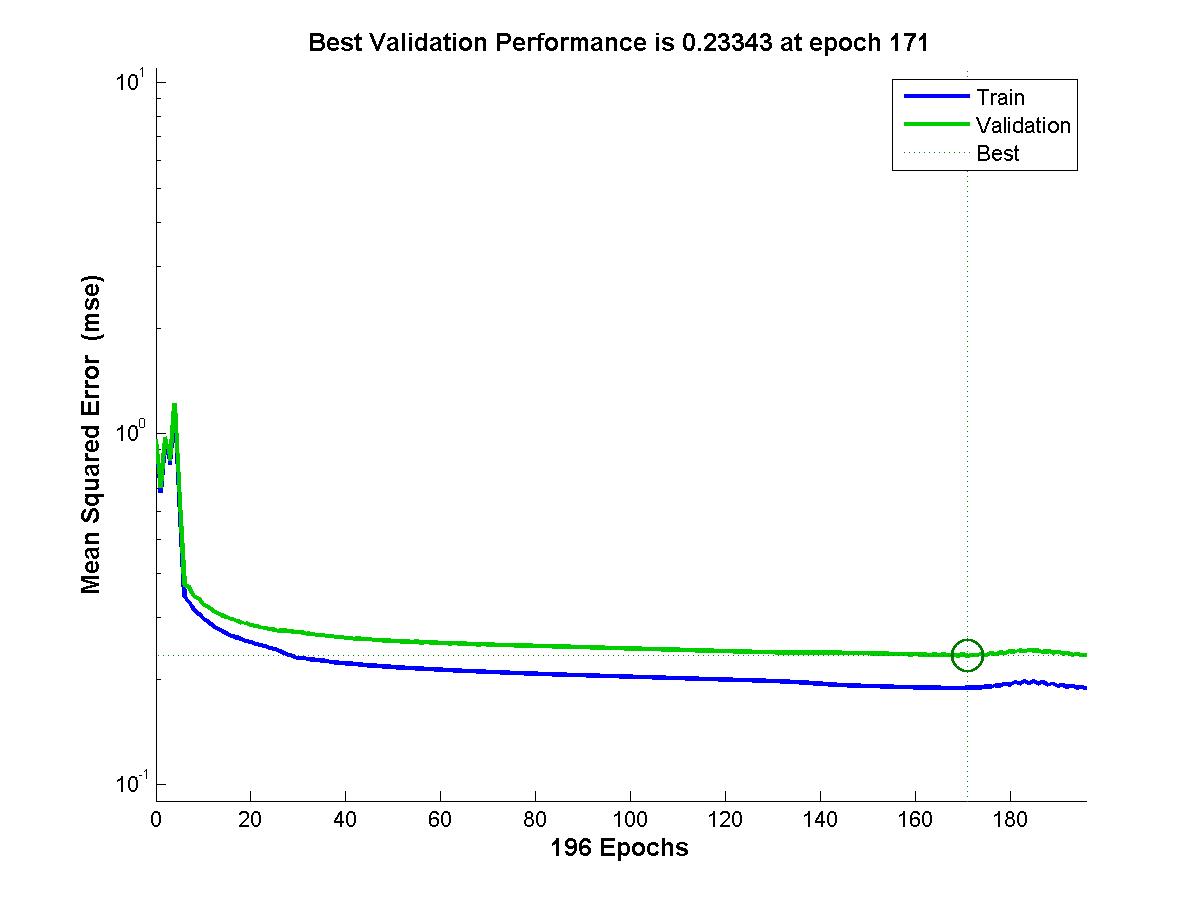 Best Validation Performance is 0.23343 at epoch 171
Train
Validation
Best
Mean Squared Error (mse)
10^1
10^0
10^-1
0 20 40 60 80 100 120 140 160 180
196 Epochs